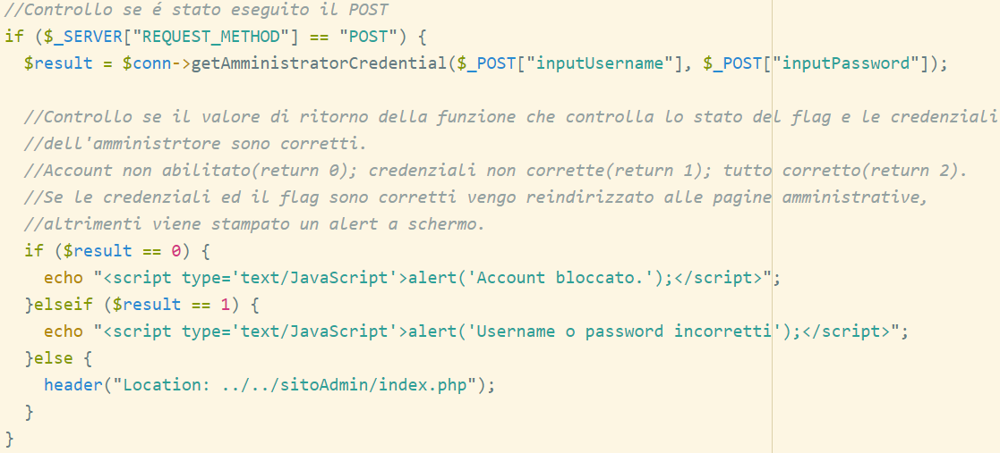 //Controllo se é stato eseguito il POST
if ($_SERVER["REQUEST_METHOD"] == "POST") {
  $result = $conn->getAmministratorCredential($_POST["inputUsername"], $_POST["inputPassword"]);

  //Controllo se il valore di ritorno della funzione che controlla lo stato del flag e le credenziali
  //dell'amministrtore sono corretti.
  //Account non abilitato(return 0); credenziali non corrette(return 1); tutto corretto(return 2).
  //Se le credenziali ed il flag sono corretti vengo reindirizzato alle pagine amministrative,
  //altrimenti viene stampato un alert a schermo.
  if ($result == 0) {
    echo "<script type='text/JavaScript'>alert('Account bloccato.');</script>";
  }elseif ($result == 1) {
    echo "<script type='text/JavaScript'>alert('Username o password incorretti');</script>";
  }else {
    header("Location: ../../sitoAdmin/index.php");
  }
}